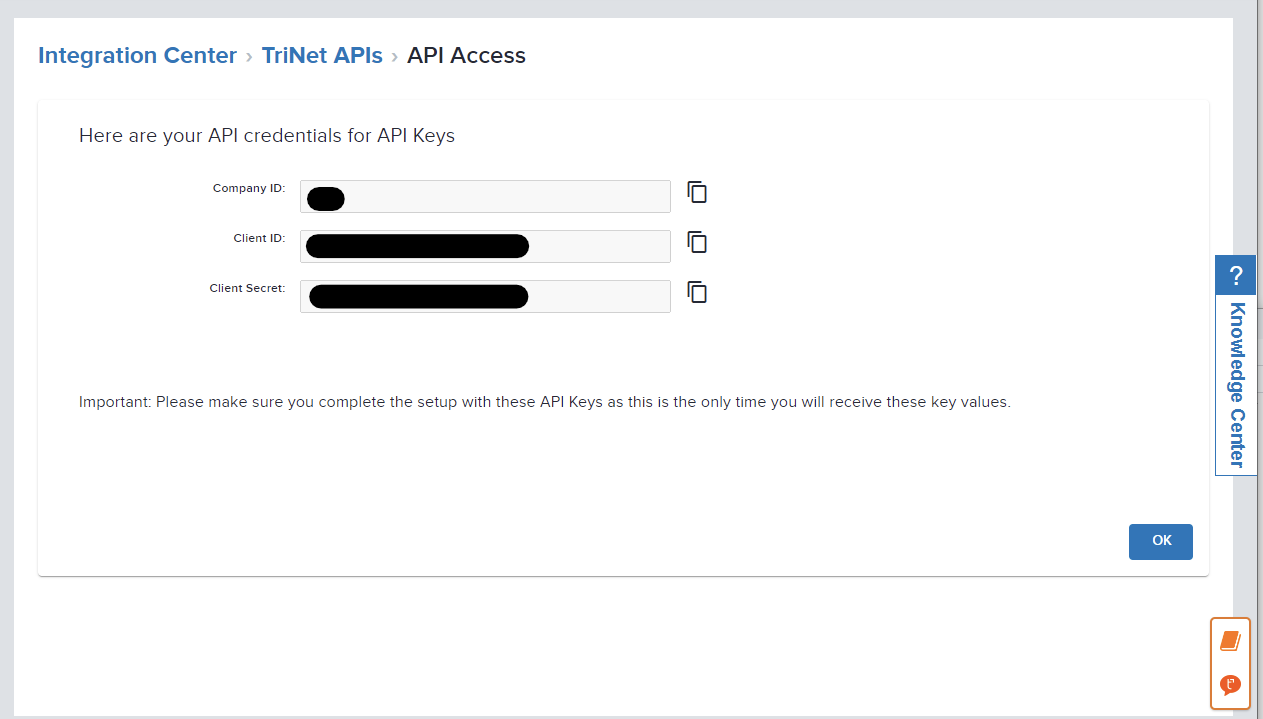 Integration Center › TriNet APIs › API Access
Here are your API credentials for API Keys
Company ID:
Client ID:
Client Secret:
Important: Please make sure you complete the setup with these API Keys as this is the only time you will receive these key values.
OK
?
Knowledge Center
t